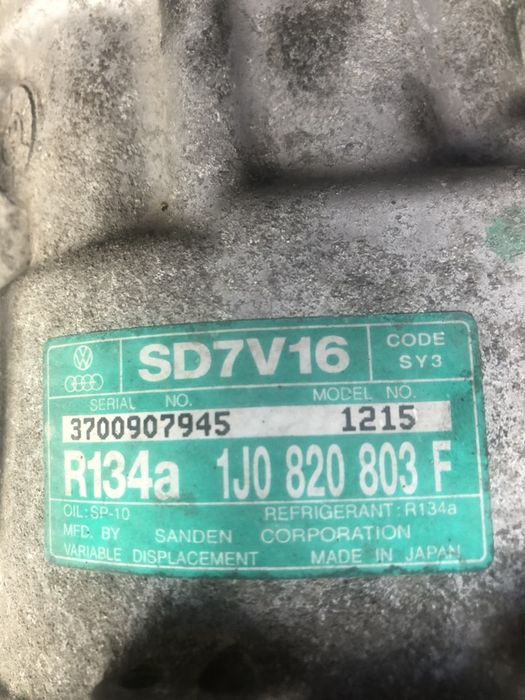 SD7V16
CODE
SY3
SERIAL NO.
MODEL NO.
3700907945
1215
R134a 1J0 820 803 F
OIL:SP-10
REFRIGERANT:R134a
MFD. BY SANDEN CORPORATION
VARIABLE DISPLACEMENT
MADE IN JAPAN